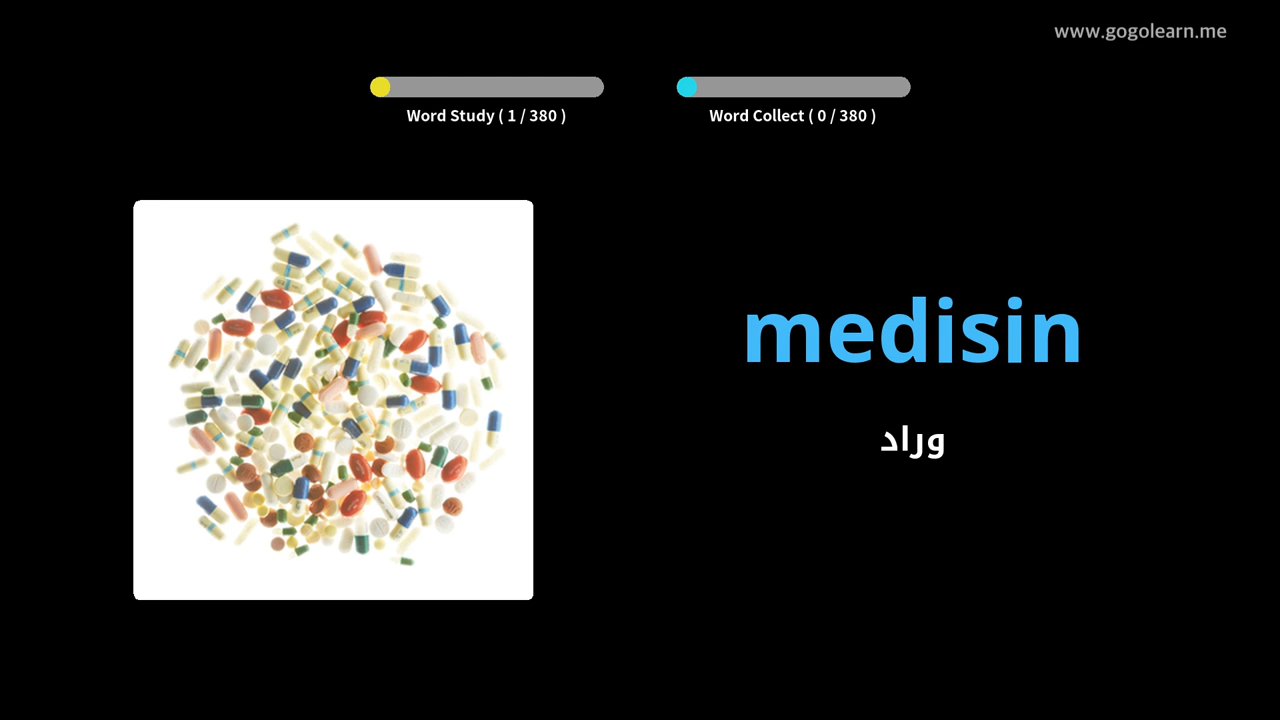 www.gogolearn.me
Word Study ( 1 / 380 )
Word Collect ( 0 / 380 )
medisin
وراد